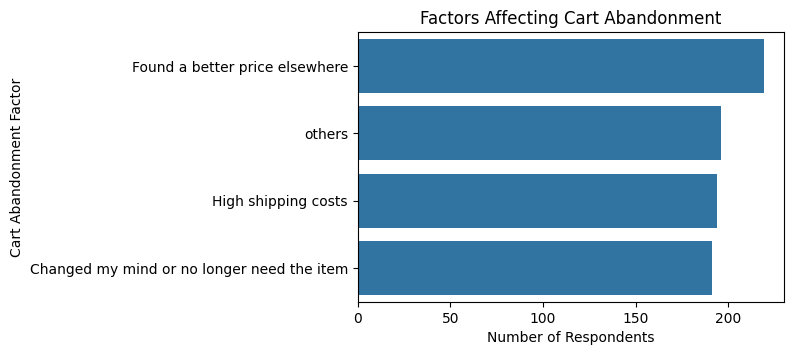 Factors Affecting Cart Abandonment
Cart Abandonment Factor
Found a better price elsewhere
others
High shipping costs
Changed my mind or no longer need the item
0 50 100 150 200
Number of Respondents